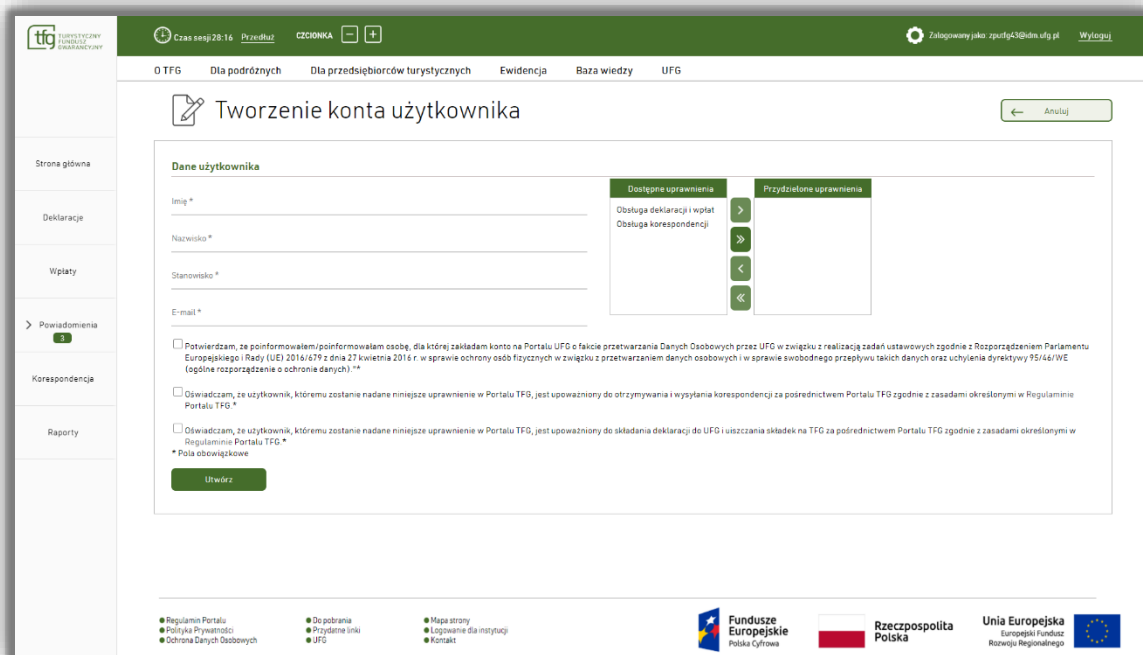 tfg TURYSTYCZNY
FUNDUSZ
GWARANCYJNY
Czas sesji 28:16 Przedłuż CZCIONKA − +
Zalogowany jako: zputfg43@idm.ufg.pl Wyloguj
O TFG Dla podróżnych Dla przedsiębiorców turystycznych Ewidencja Baza wiedzy UFG
Tworzenie konta użytkownika
← Anuluj
Strona główna
Deklaracje
Wpłaty
> Powiadomienia
3
Korespondencja
Raporty
Dane użytkownika
Imię *
Nazwisko *
Stanowisko *
E-mail *
Dostępne uprawnienia
Obsługa deklaracji i wpłat
Obsługa korespondencji
>
»
<
«
Przydzielone uprawnienia
Potwierdzam, że poinformowałem/poinformowałam osobę, dla której zakładam konto na Portalu UFG o fakcie przetwarzania Danych Osobowych przez UFG w związku z realizacją zadań ustawowych zgodnie z Rozporządzeniem Parlamentu
Europejskiego i Rady (UE) 2016/679 z dnia 27 kwietnia 2016 r. w sprawie ochrony osób fizycznych w związku z przetwarzaniem danych osobowych i w sprawie swobodnego przepływu takich danych oraz uchylenia dyrektywy 95/46/WE
(ogólne rozporządzenie o ochronie danych)."*
Oświadczam, że użytkownik, któremu zostanie nadane niniejsze uprawnienie w Portalu TFG, jest upoważniony do otrzymywania i wysyłania korespondencji za pośrednictwem Portalu TFG zgodnie z zasadami określonymi w Regulaminie
Portalu TFG.*
Oświadczam, że użytkownik, któremu zostanie nadane niniejsze uprawnienie w Portalu TFG, jest upoważniony do składania deklaracji do UFG i uiszczania składek na TFG za pośrednictwem Portalu TFG zgodnie z zasadami określonymi w
Regulaminie Portalu TFG.*
* Pola obowiązkowe
Utwórz
Regulamin Portalu
Polityka Prywatności
Ochrona Danych Osobowych
Do pobrania
Przydatne linki
UFG
Mapa strony
Logowanie dla instytucji
Kontakt
Fundusze
Europejskie
Polska Cyfrowa
Rzeczpospolita
Polska
Unia Europejska
Europejski Fundusz
Rozwoju Regionalnego